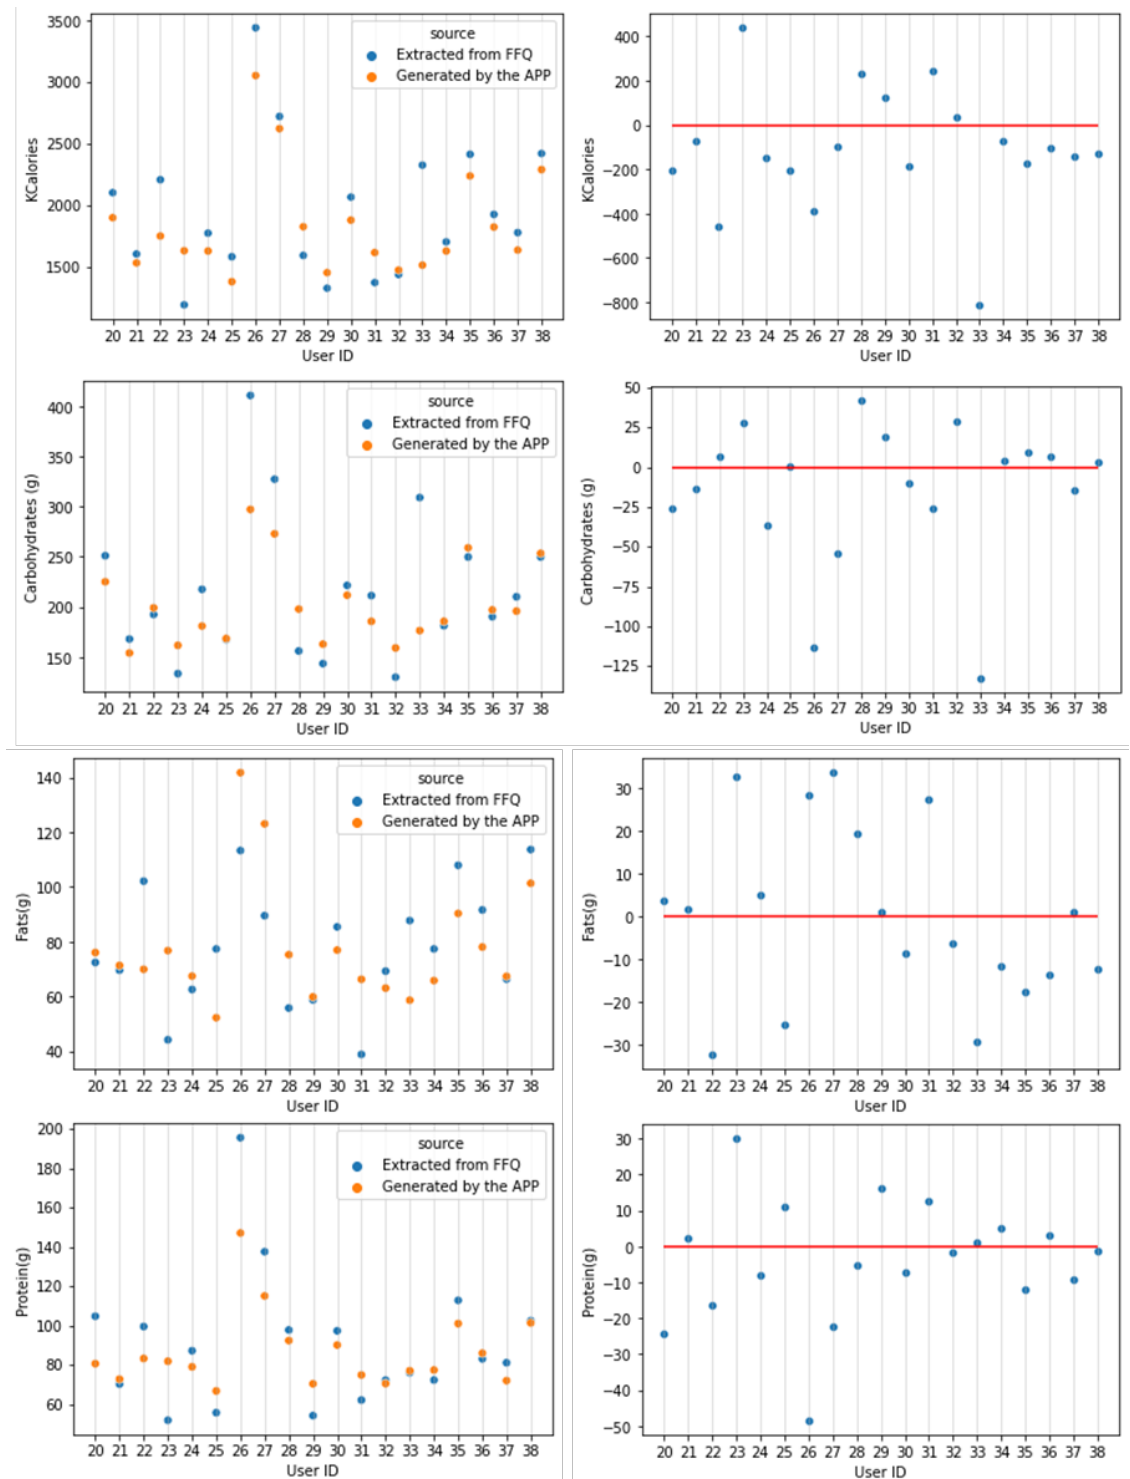 source
Extracted from FFQ
Generated by the APP
KCalories
3500
3000
2500
2000
1500
20 21 22 23 24 25 26 27 28 29 30 31 32 33 34 35 36 37 38
User ID
KCalories
400
200
0
−200
−400
−600
−800
20 21 22 23 24 25 26 27 28 29 30 31 32 33 34 35 36 37 38
User ID
source
Extracted from FFQ
Generated by the APP
Carbohydrates (g)
400
350
300
250
200
150
20 21 22 23 24 25 26 27 28 29 30 31 32 33 34 35 36 37 38
User ID
Carbohydrates (g)
50
25
0
−25
−50
−75
−100
−125
20 21 22 23 24 25 26 27 28 29 30 31 32 33 34 35 36 37 38
User ID
source
Extracted from FFQ
Generated by the APP
Fats(g)
140
120
100
80
60
40
20 21 22 23 24 25 26 27 28 29 30 31 32 33 34 35 36 37 38
User ID
Fats(g)
30
20
10
0
−10
−20
−30
20 21 22 23 24 25 26 27 28 29 30 31 32 33 34 35 36 37 38
User ID
source
Extracted from FFQ
Generated by the APP
Protein(g)
200
180
160
140
120
100
80
60
20 21 22 23 24 25 26 27 28 29 30 31 32 33 34 35 36 37 38
User ID
Protein(g)
30
20
10
0
−10
−20
−30
−40
−50
20 21 22 23 24 25 26 27 28 29 30 31 32 33 34 35 36 37 38
User ID